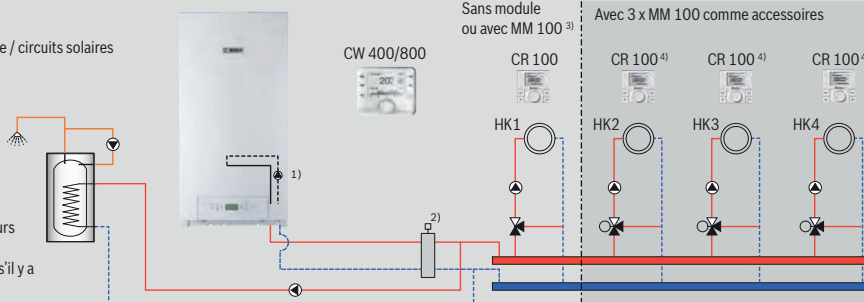 Sans module
ou avec MM 100 3)
Avec 3 x MM 100 comme accessoires
e / circuits solaires
CW 400/800
CR 100
CR 100 4)
CR 100 4)
CR 100 4
HK1
HK2
HK3
HK4
1)
2)
urs
s'il y a